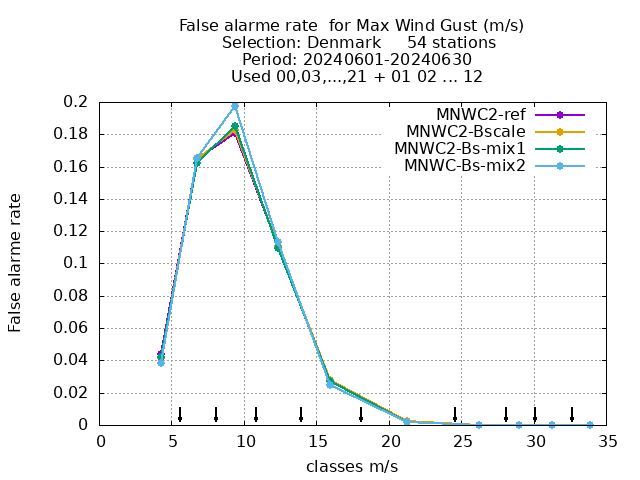 False alarme rate  for Max Wind Gust (m/s)
Selection: Denmark     54 stations
Period: 20240601-20240630
Used 00,03,...,21 + 01 02 ... 12
MNWC2-ref
MNWC2-Bscale
MNWC2-Bs-mix1
MNWC-Bs-mix2
False alarme rate
0.2
0.18
0.16
0.14
0.12
0.1
0.08
0.06
0.04
0.02
0
0 5 10 15 20 25 30 35
classes m/s